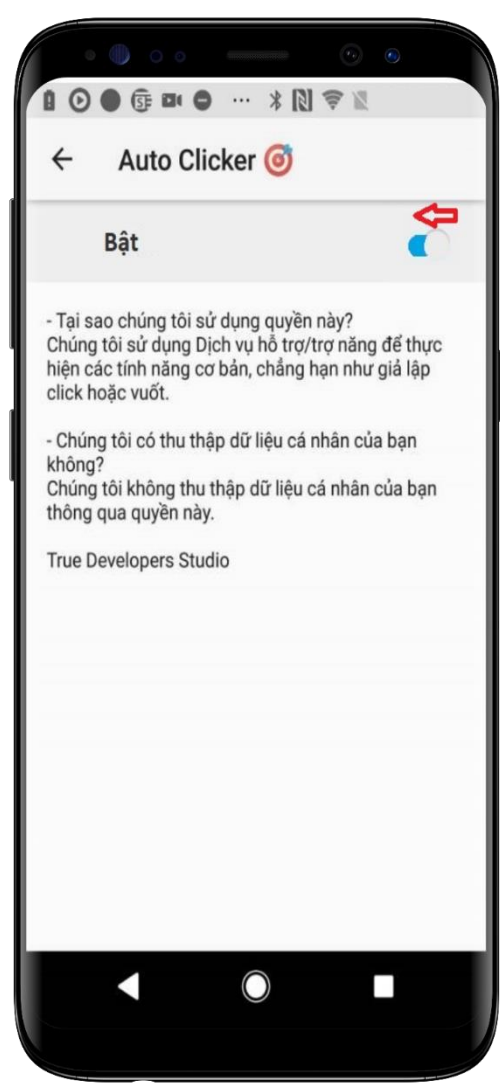 Auto Clicker
Bật
- Tại sao chúng tôi sử dụng quyền này?
Chúng tôi sử dụng Dịch vụ hỗ trợ/trợ năng để thực
hiện các tính năng cơ bản, chẳng hạn như giả lập
click hoặc vuốt.
- Chúng tôi có thu thập dữ liệu cá nhân của bạn
không?
Chúng tôi không thu thập dữ liệu cá nhân của bạn
thông qua quyền này.
True Developers Studio